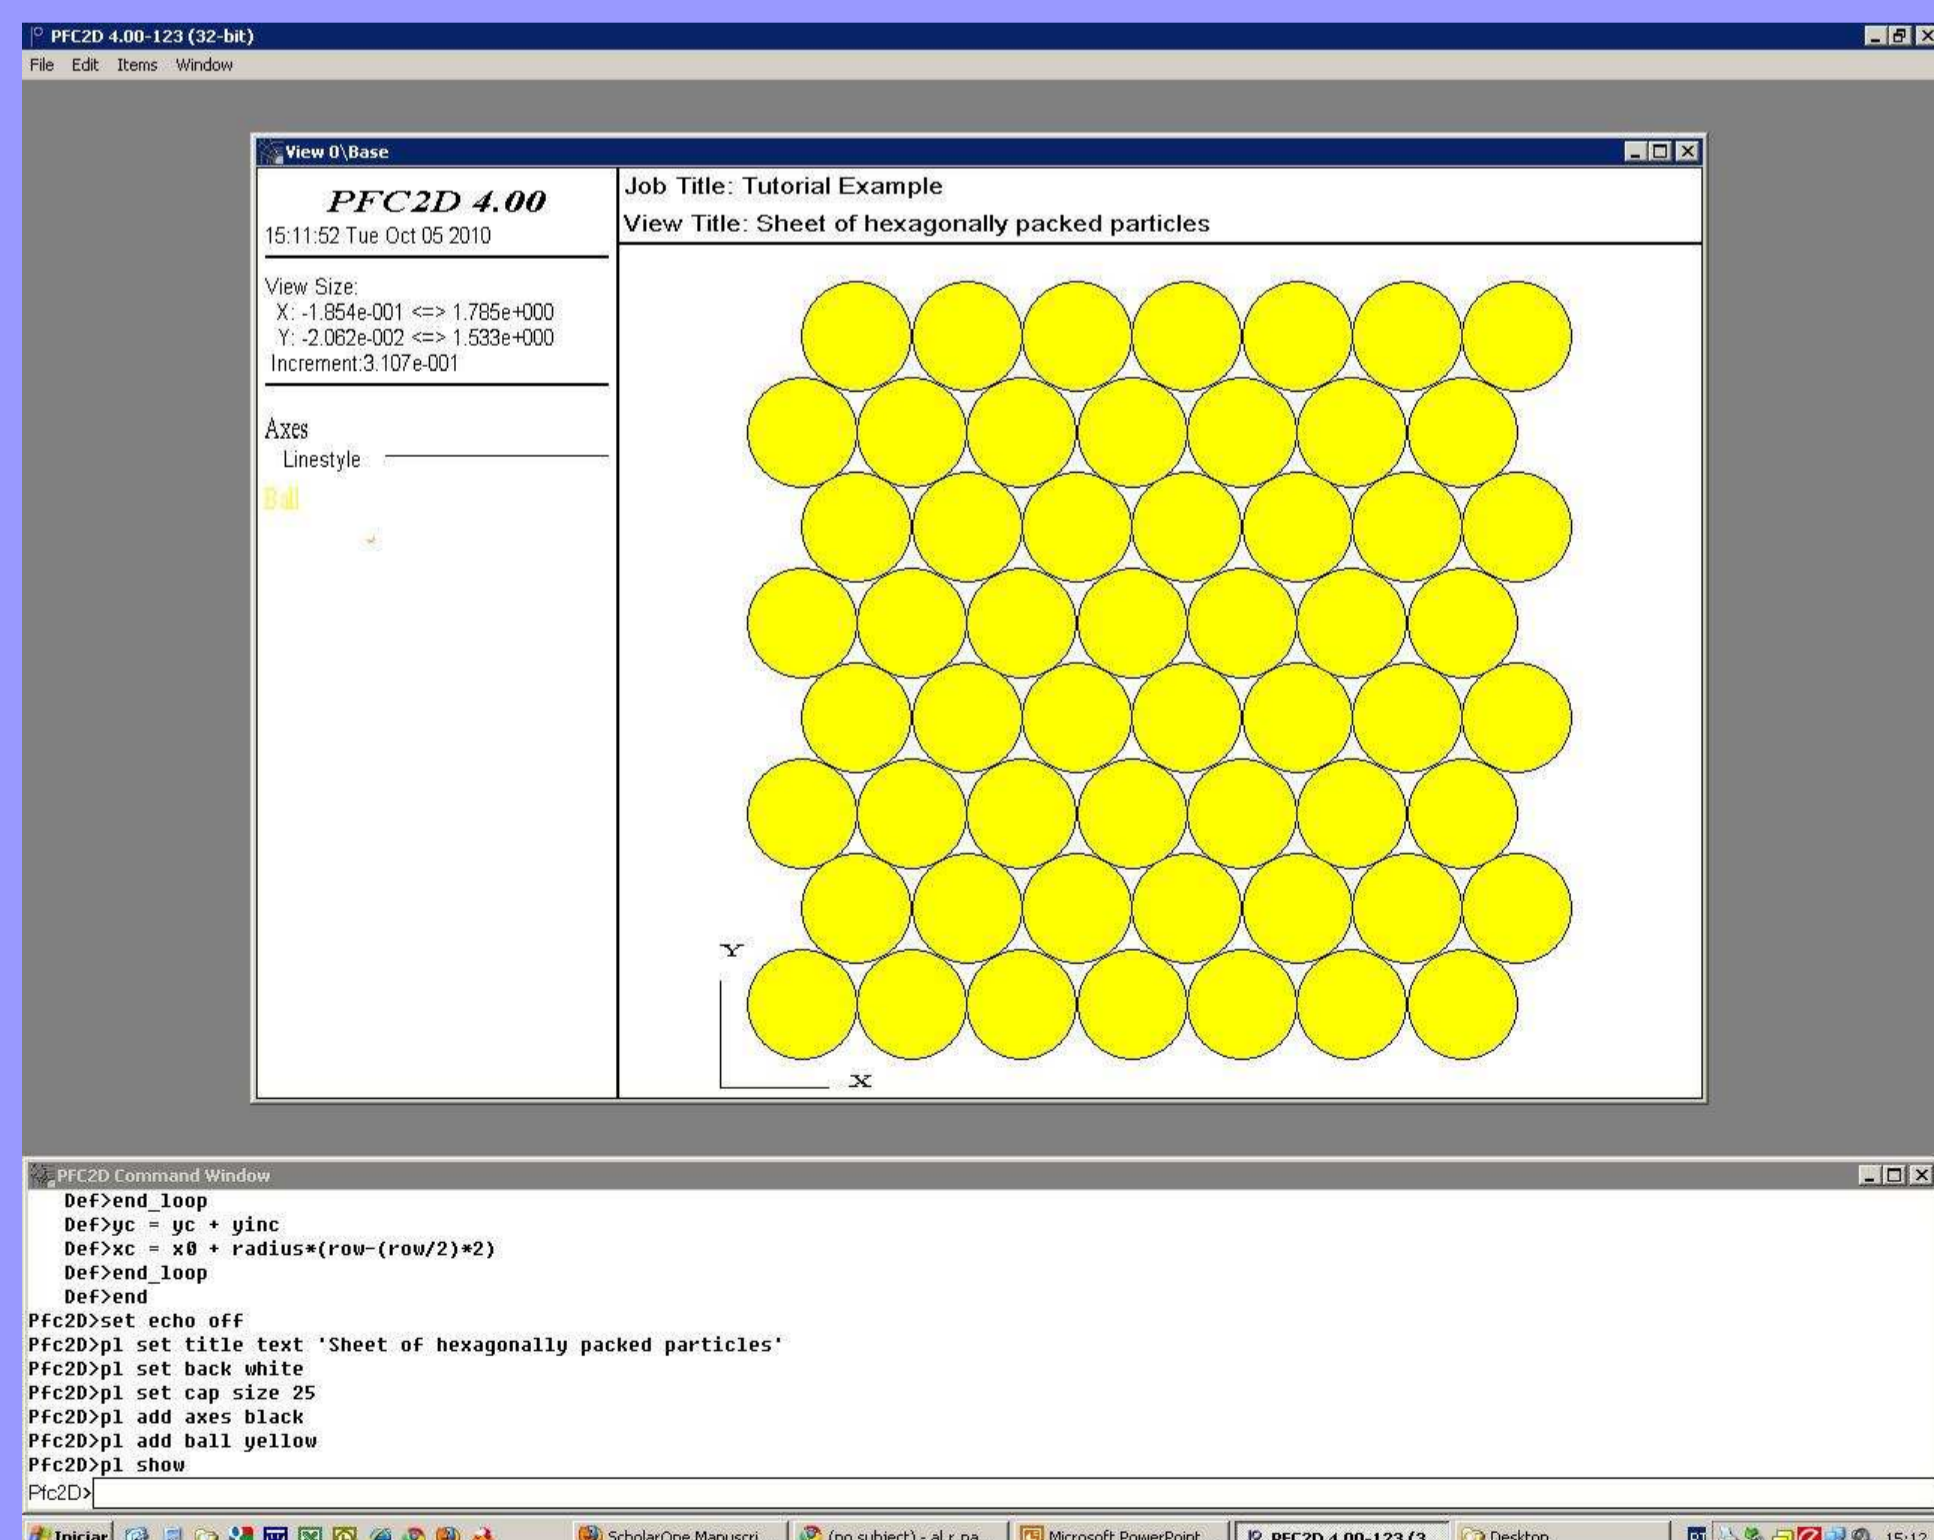 PFC2D 4.00-123 (32-bit)
File Edit Items Window
View 0\Base
PFC2D 4.00
15:11:52 Tue Oct 05 2010
View Size:
X: -1.854e-001 <=> 1.785e+000
Y: -2.062e-002 <=> 1.533e+000
Increment:3.107e-001
Axes
Linestyle
Ball
Job Title: Tutorial Example
View Title: Sheet of hexagonally packed particles
Y
X
PFC2D Command Window
Def>end_loop
Def>yc = yc + yinc
Def>xc = x0 + radius*(row-(row/2)*2)
Def>end_loop
Def>end
Pfc2D>set echo off
Pfc2D>pl set title text 'Sheet of hexagonally packed particles'
Pfc2D>pl set back white
Pfc2D>pl set cap size 25
Pfc2D>pl add axes black
Pfc2D>pl add ball yellow
Pfc2D>pl show
Pfc2D>
Iniciar ScholarOne Manuscri... (no subject) - Microsoft PowerPoint PFC2D 4.00-123 (3... Desktop PT 15:12